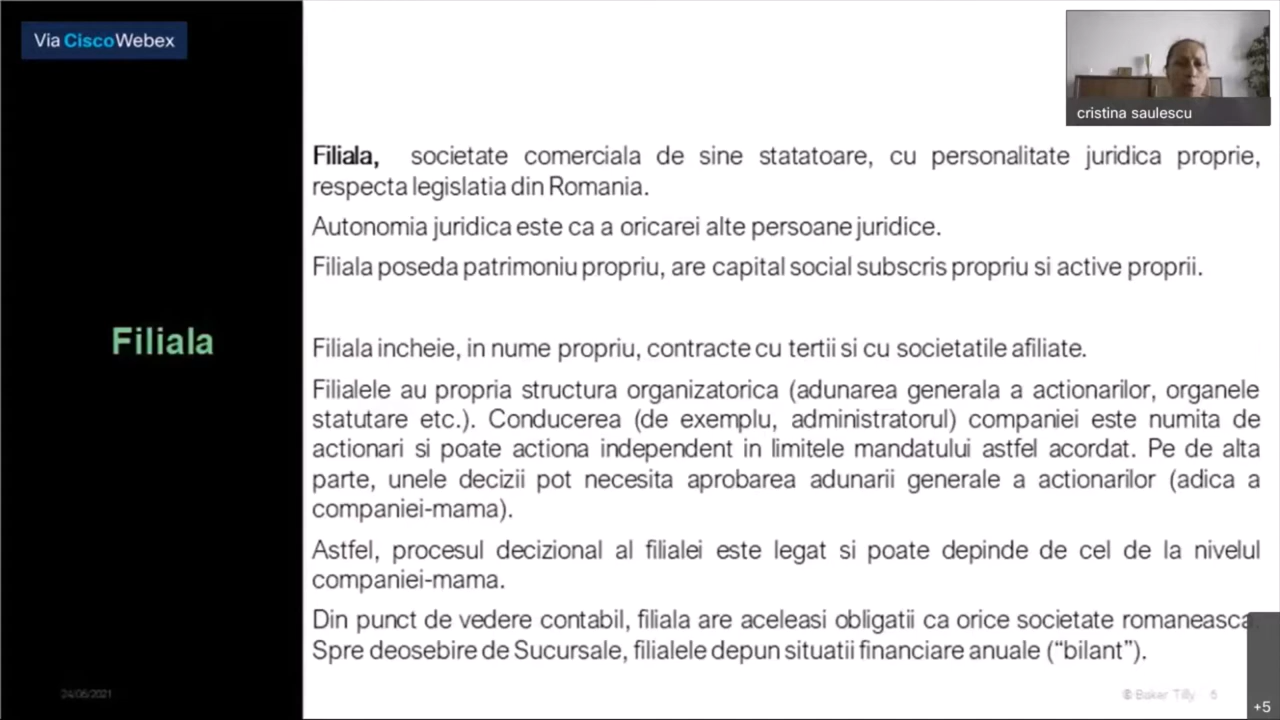 Via CiscoWebex
cristina saulescu
Filiala, societate comerciala de sine statatoare, cu personalitate juridica proprie,
respecta legislatia din Romania.
Autonomia juridica este ca a oricarei alte persoane juridice.
Filiala poseda patrimoniu propriu, are capital social subscris propriu si active proprii.
Filiala
Filiala incheie, in nume propriu, contracte cu tertii si cu societatile afiliate.
Filialele au propria structura organizatorica (adunarea generala a actionarilor, organele
statutare etc.). Conducerea (de exemplu, administratorul) companiei este numita de
actionari si poate actiona independent in limitele mandatului astfel acordat. Pe de alta
parte, unele decizii pot necesita aprobarea adunarii generale a actionarilor (adica a
companiei-mama).
Astfel, procesul decizional al filialei este legat si poate depinde de cel de la nivelul
companiei-mama.
Din punct de vedere contabil, filiala are aceleasi obligatii ca orice societate romaneasca.
Spre deosebire de Sucursale, filialele depun situatii financiare anuale (“bilant”).
24/06/2021
© Baker Tilly 6
+5